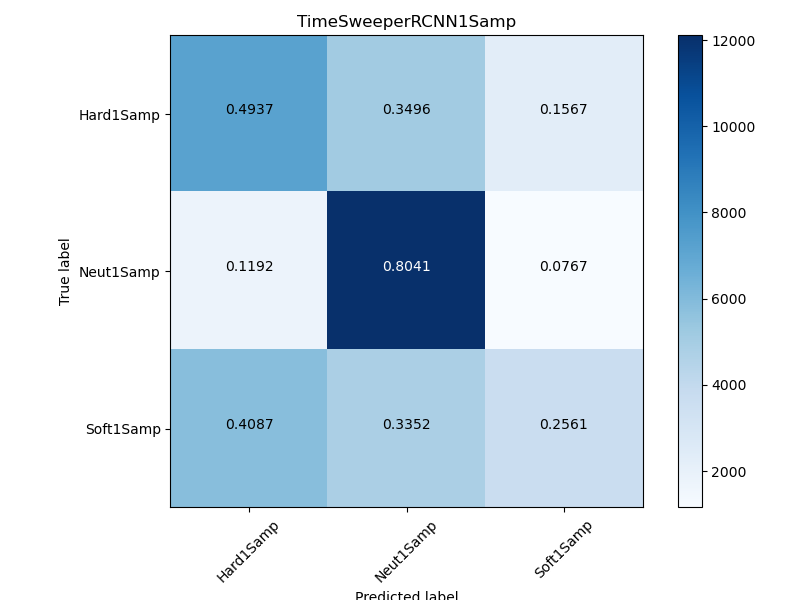 TimeSweeperRCNN1Samp
Hard1Samp 0.4937 0.3496 0.1567
Neut1Samp 0.1192 0.8041 0.0767
Soft1Samp 0.4087 0.3352 0.2561
True label
Hard1Samp Neut1Samp Soft1Samp
Predicted label
12000
10000
8000
6000
4000
2000